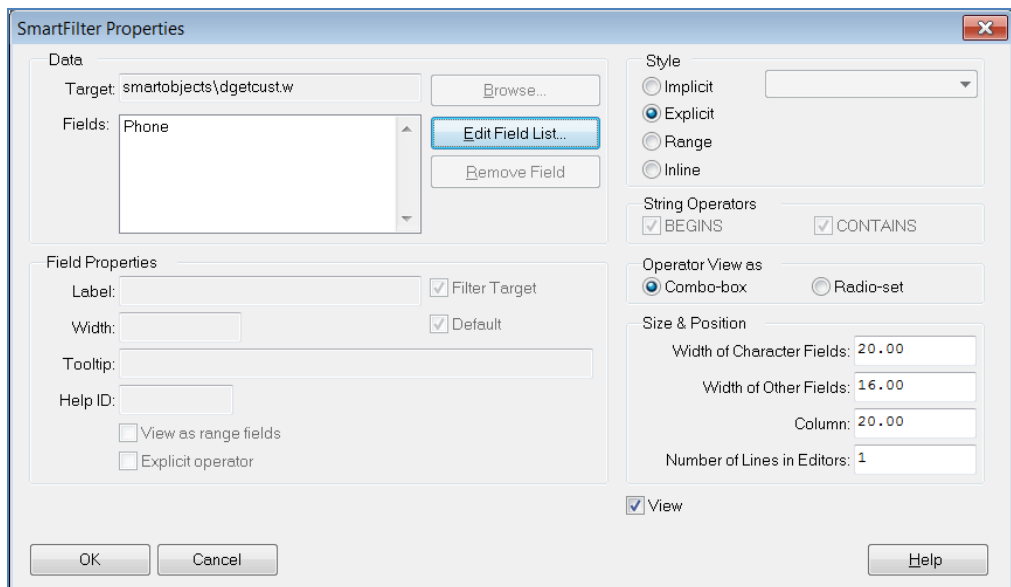 SmartFilter Properties
Data
Target: smartobjects\dgetcust.w
Browse...
Fields: Phone
Edit Field List...
Remove Field
Style
Implicit
Explicit
Range
Inline
String Operators
BEGINS CONTAINS
Field Properties
Label:
Filter Target
Width:
Default
Tooltip:
Help ID:
View as range fields
Explicit operator
Operator View as
Combo-box Radio-set
Size & Position
Width of Character Fields: 20.00
Width of Other Fields: 16.00
Column: 20.00
Number of Lines in Editors: 1
View
OK Cancel Help